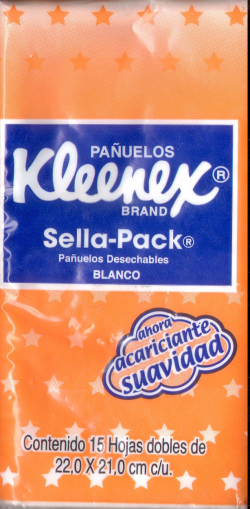 PAÑUELOS
Kleenex®
BRAND
Sella-Pack®
Pañuelos Desechables
BLANCO
ahora
acariciante
suavidad
Contenido 15 Hojas dobles de
22,0 X 21,0 cm c/u.